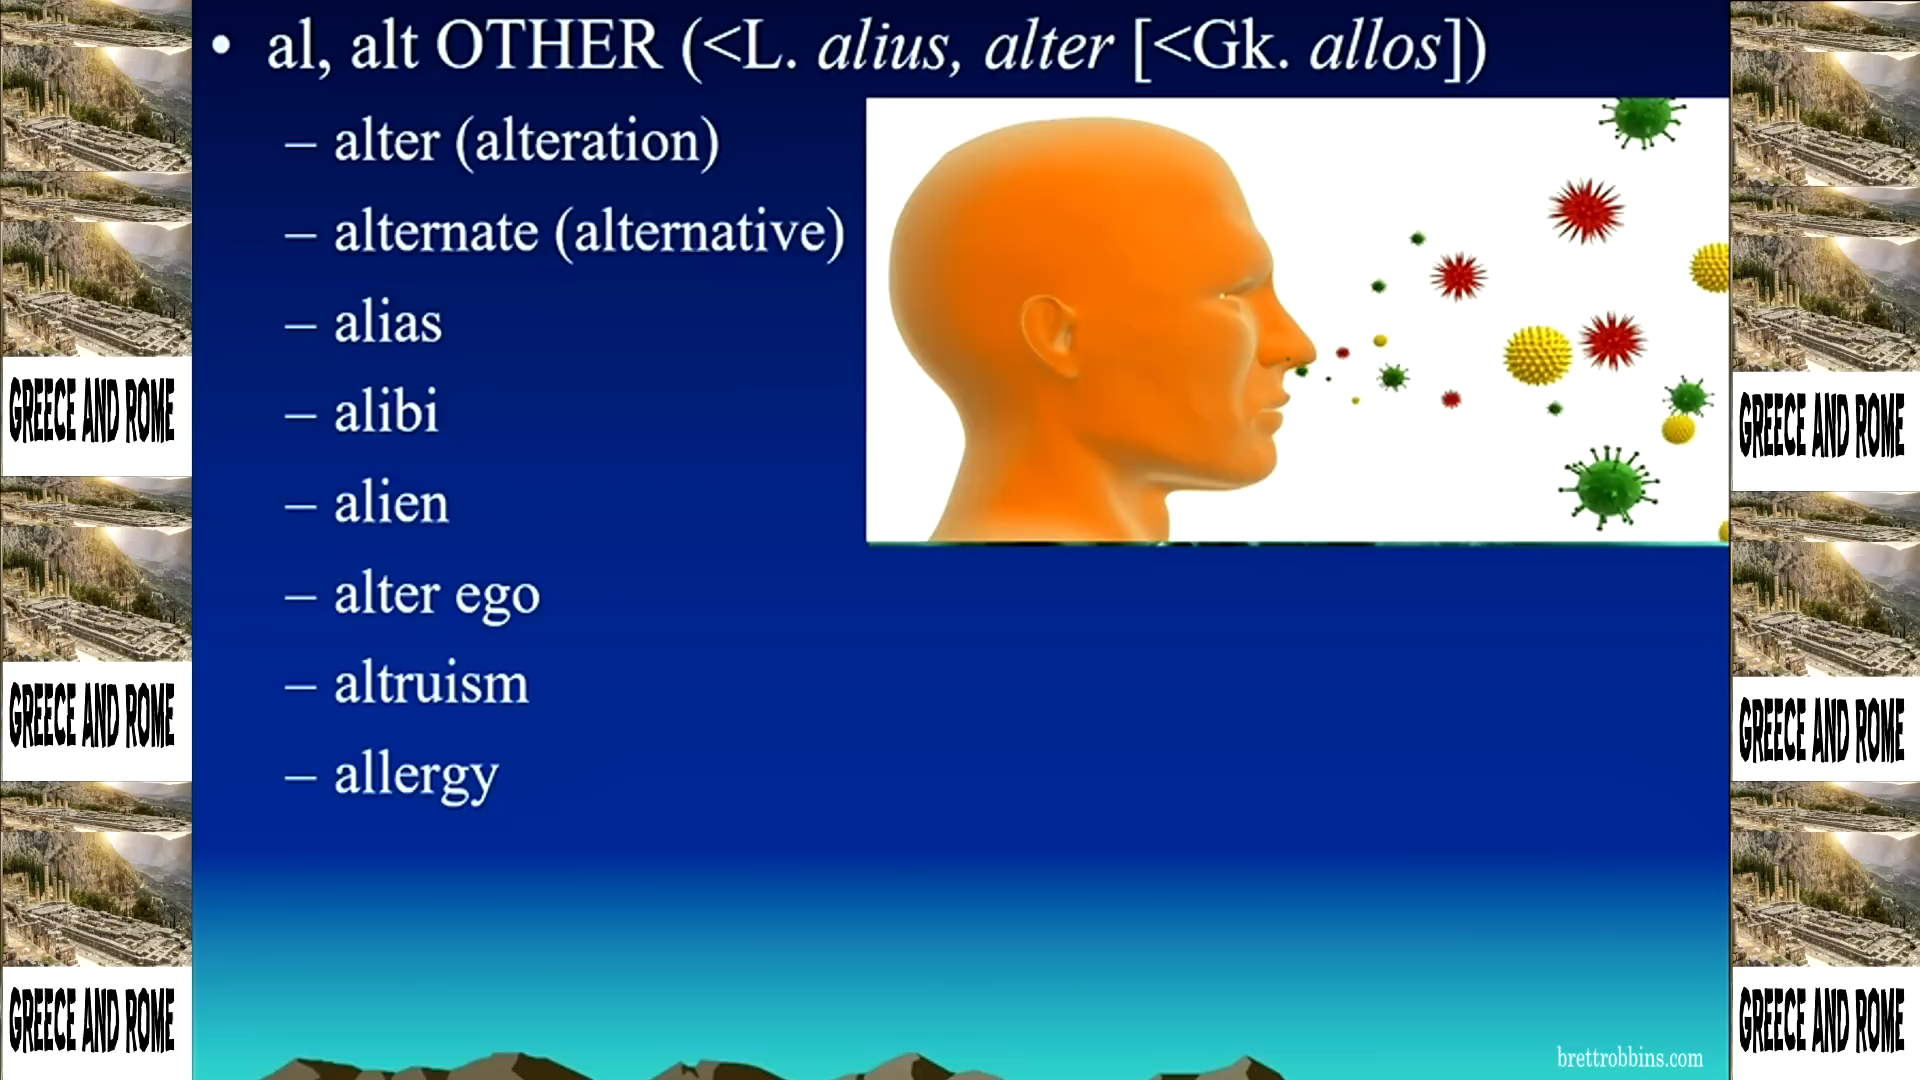 • al, alt OTHER (<L. alius, alter [<Gk. allos])
– alter (alteration)
– alternate (alternative)
– alias
– alibi
– alien
– alter ego
– altruism
– allergy
brettrobbins.com
GREECE AND ROME
GREECE AND ROME
GREECE AND ROME
GREECE AND ROME
GREECE AND ROME
GREECE AND ROME